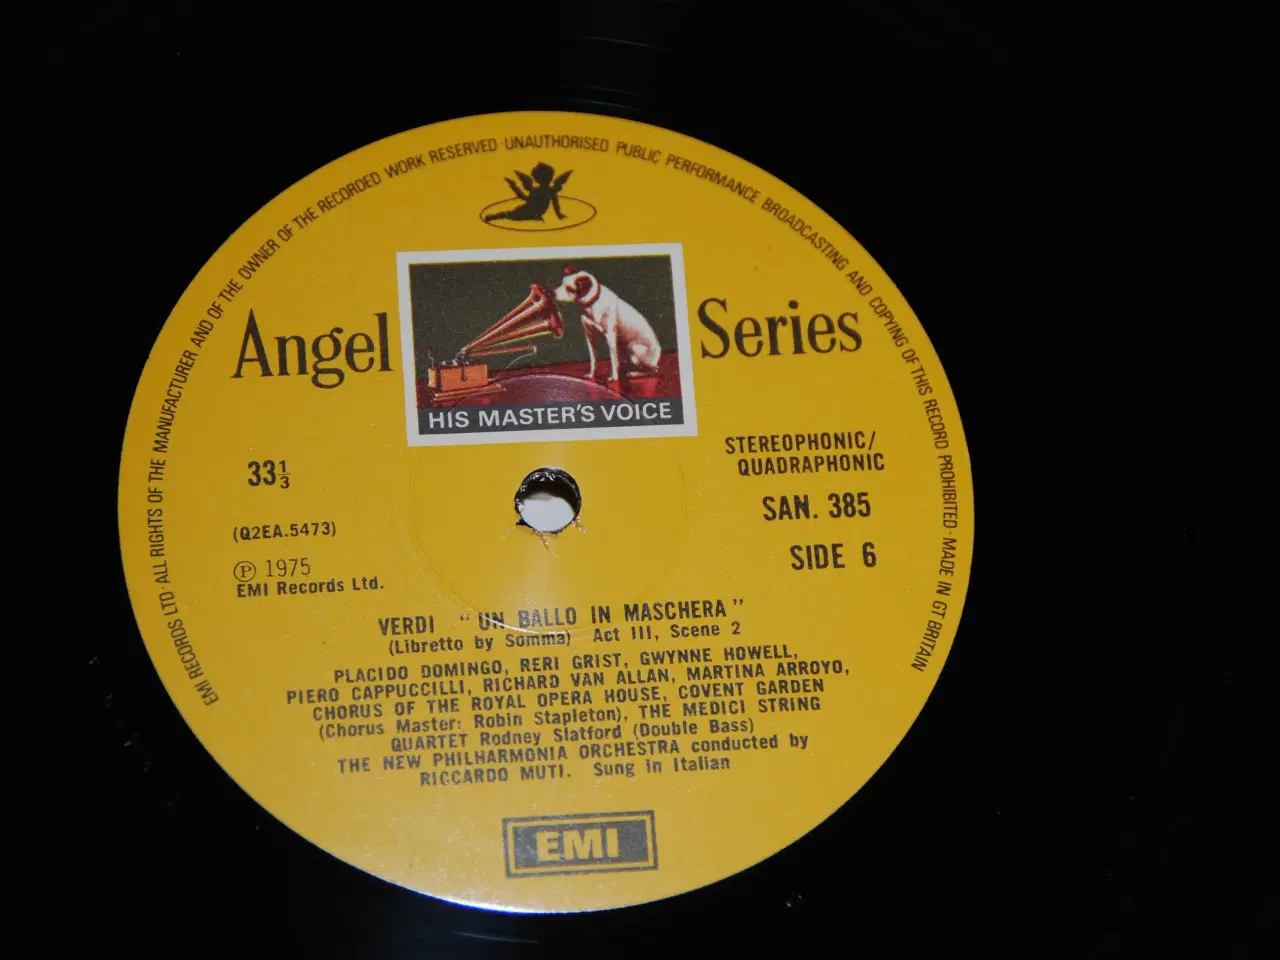 EMI RECORDS LTD · ALL RIGHTS OF THE MANUFACTURER AND OF THE OWNER OF THE RECORDED WORK RESERVED · UNAUTHORISED PUBLIC PERFORMANCE BROADCASTING AND COPYING OF THIS RECORD PROHIBITED · MADE IN GT BRITAIN
Angel Series
HIS MASTER'S VOICE
STEREOPHONIC/
QUADRAPHONIC
33⅓
SAN. 385
(Q2EA.5473)
SIDE 6
℗ 1975
EMI Records Ltd.
VERDI "UN BALLO IN MASCHERA"
(Libretto by Somma) Act III, Scene 2
PLACIDO DOMINGO, RERI GRIST, GWYNNE HOWELL,
PIERO CAPPUCCILLI, RICHARD VAN ALLAN, MARTINA ARROYO,
CHORUS OF THE ROYAL OPERA HOUSE, COVENT GARDEN
(Chorus Master: Robin Stapleton), THE MEDICI STRING
QUARTET Rodney Slatford (Double Bass)
THE NEW PHILHARMONIA ORCHESTRA conducted by
RICCARDO MUTI. Sung in Italian
EMI